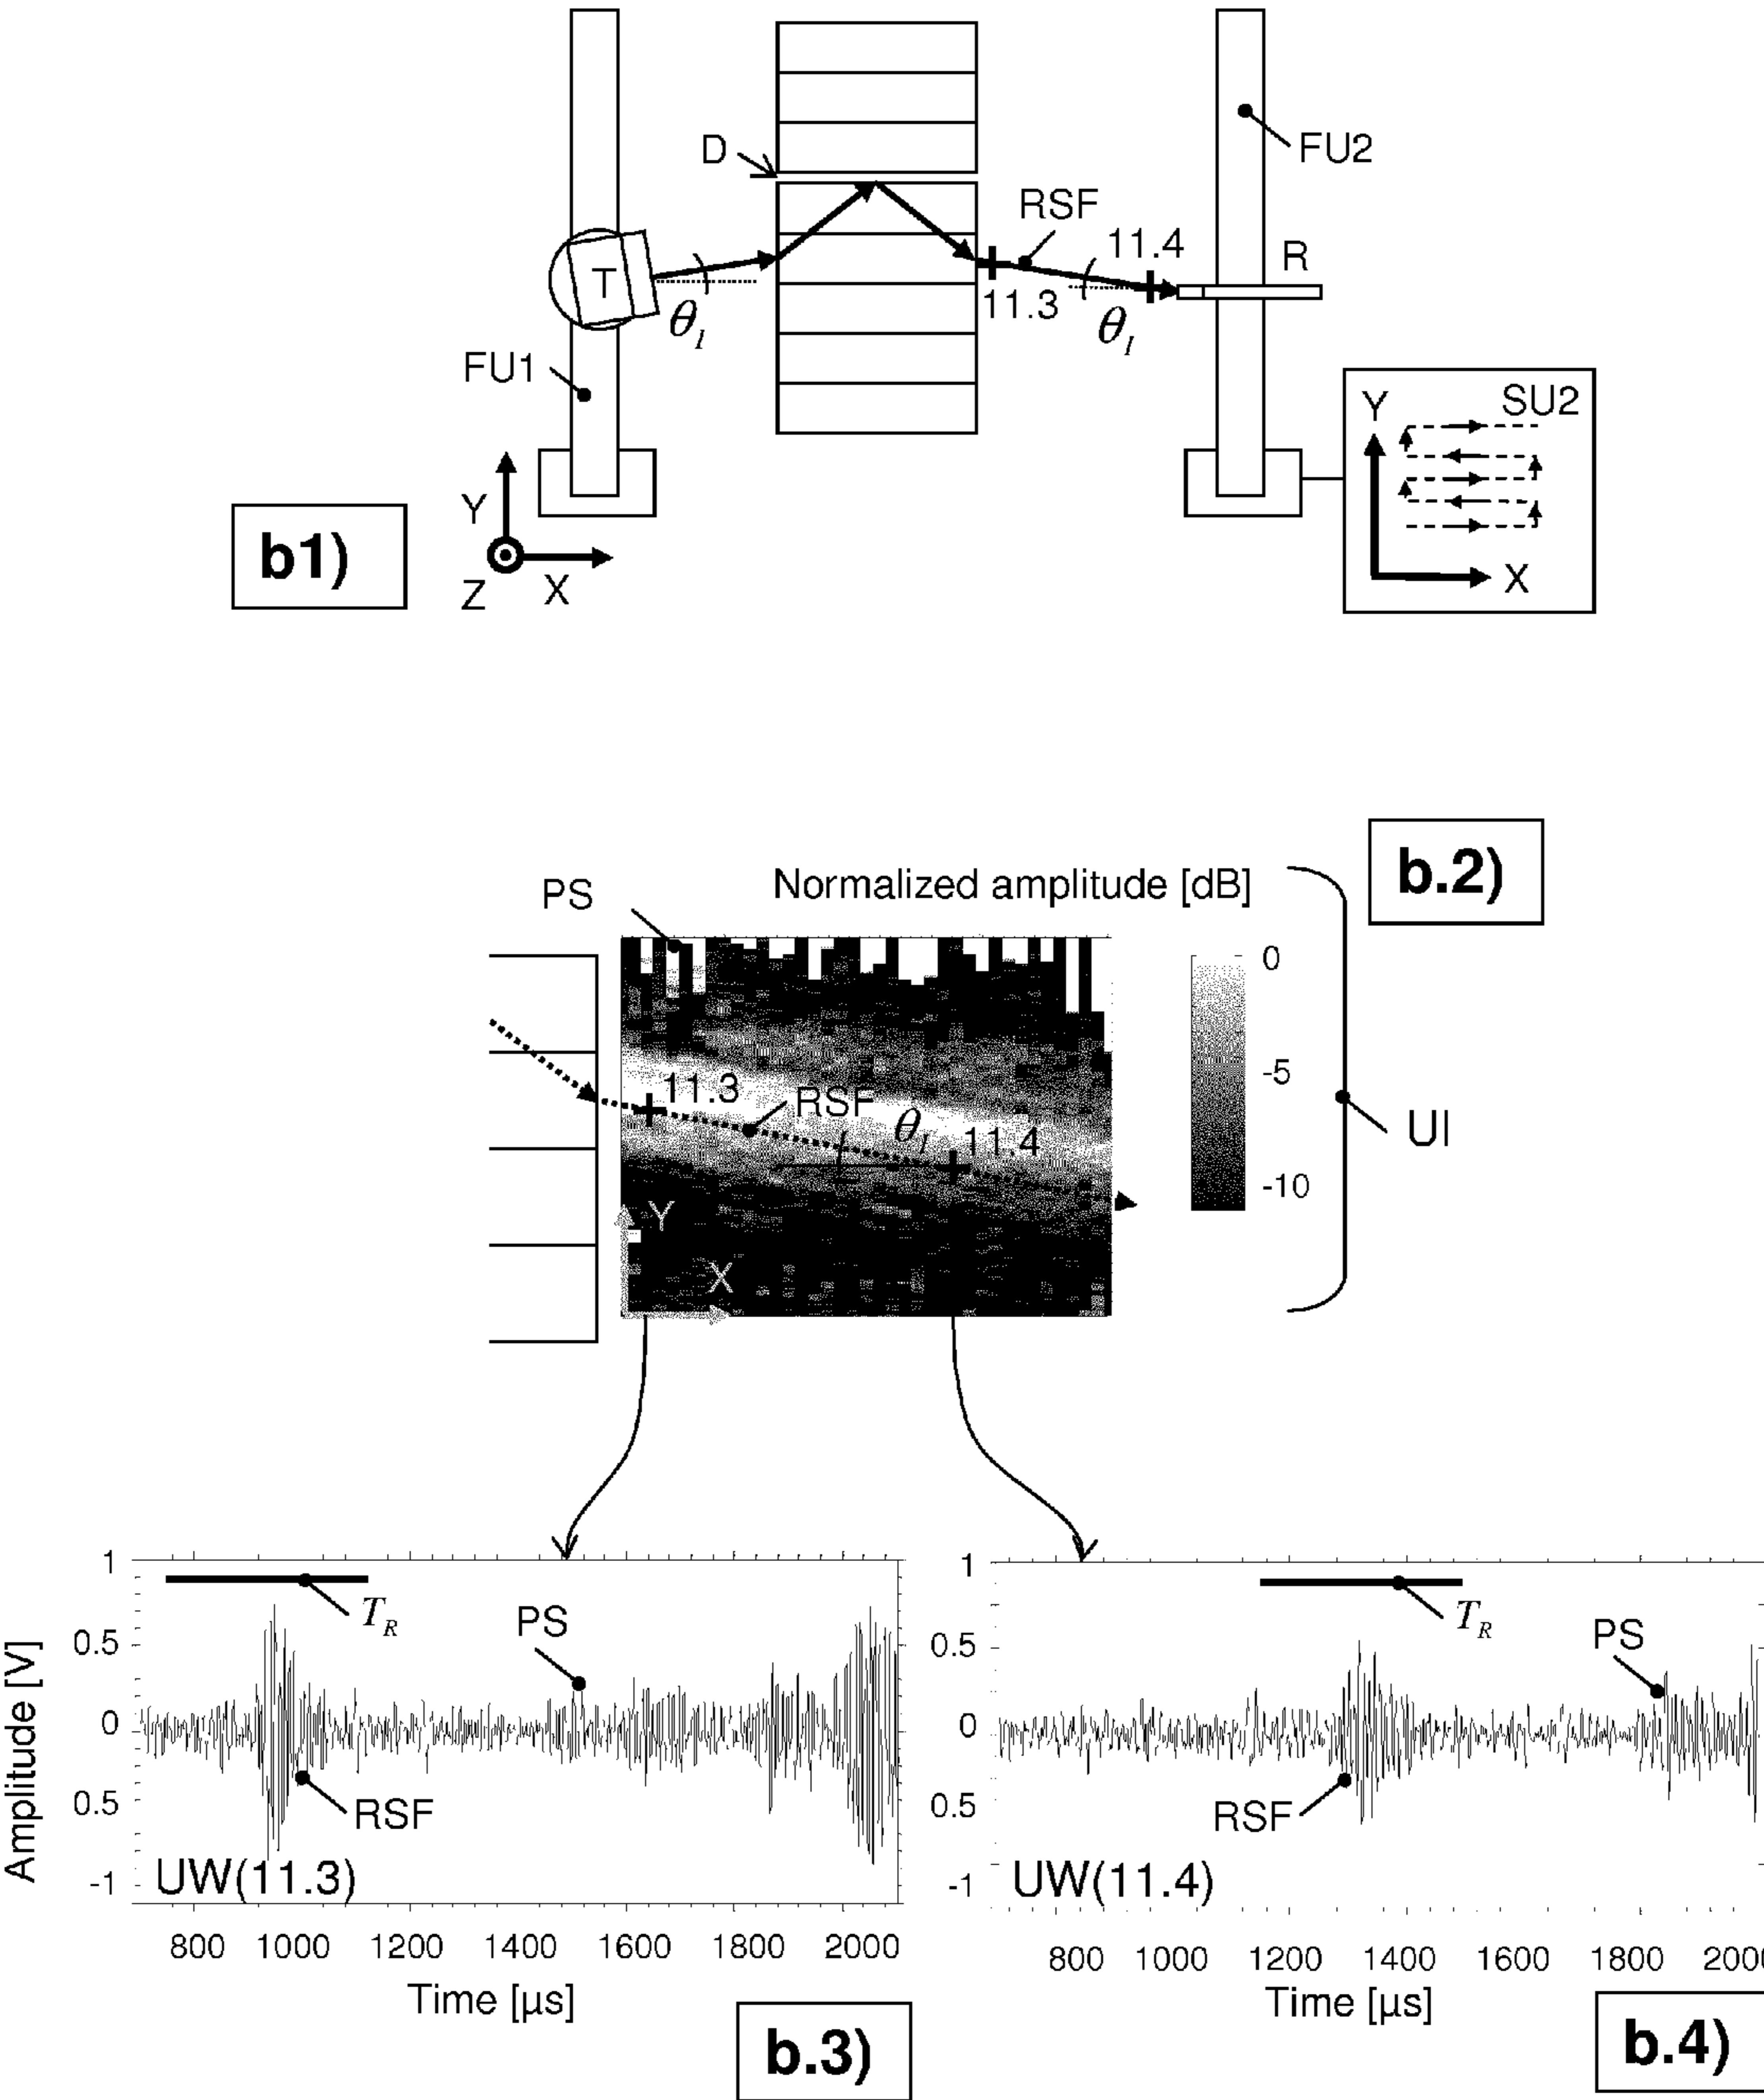 D
FU2
RSF
11.4
T
R
11.3
θI
θI
FU1
Y
SU2
X
b1)
Y
Z
X
b.2)
Normalized amplitude [dB]
PS
0
11.3
RSF
-5
θI
11.4
UI
-10
Y
X
1
TR
PS
0.5
0
0.5
RSF
-1
UW(11.3)
Amplitude [V]
800 1000 1200 1400 1600 1800 2000
Time [µs]
b.3)
1
TR
PS
0.5
0
0.5
RSF
-1
UW(11.4)
800 1000 1200 1400 1600 1800 2000
Time [µs]
b.4)